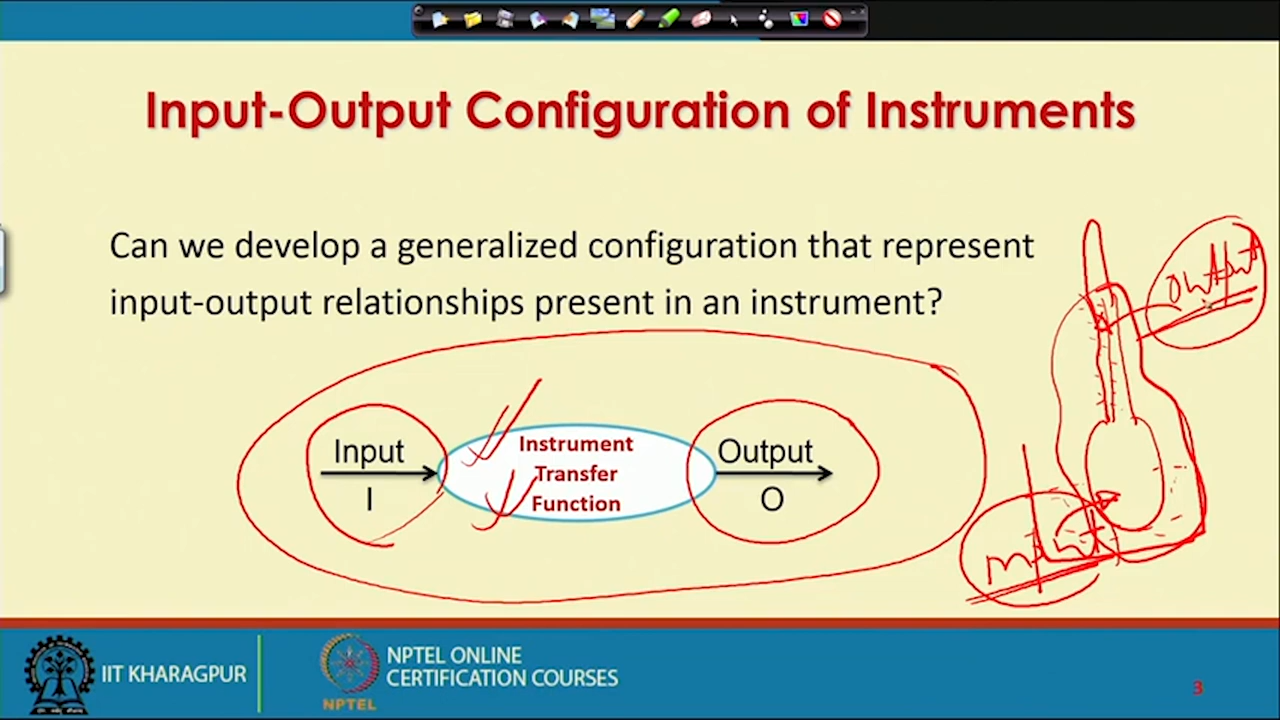 Input-Output Configuration of Instruments
Can we develop a generalized configuration that represent
input-output relationships present in an instrument?
output
Input
I
Instrument
Transfer
Function
Output
O
input
IIT KHARAGPUR
NPTEL
NPTEL ONLINE
CERTIFICATION COURSES
3